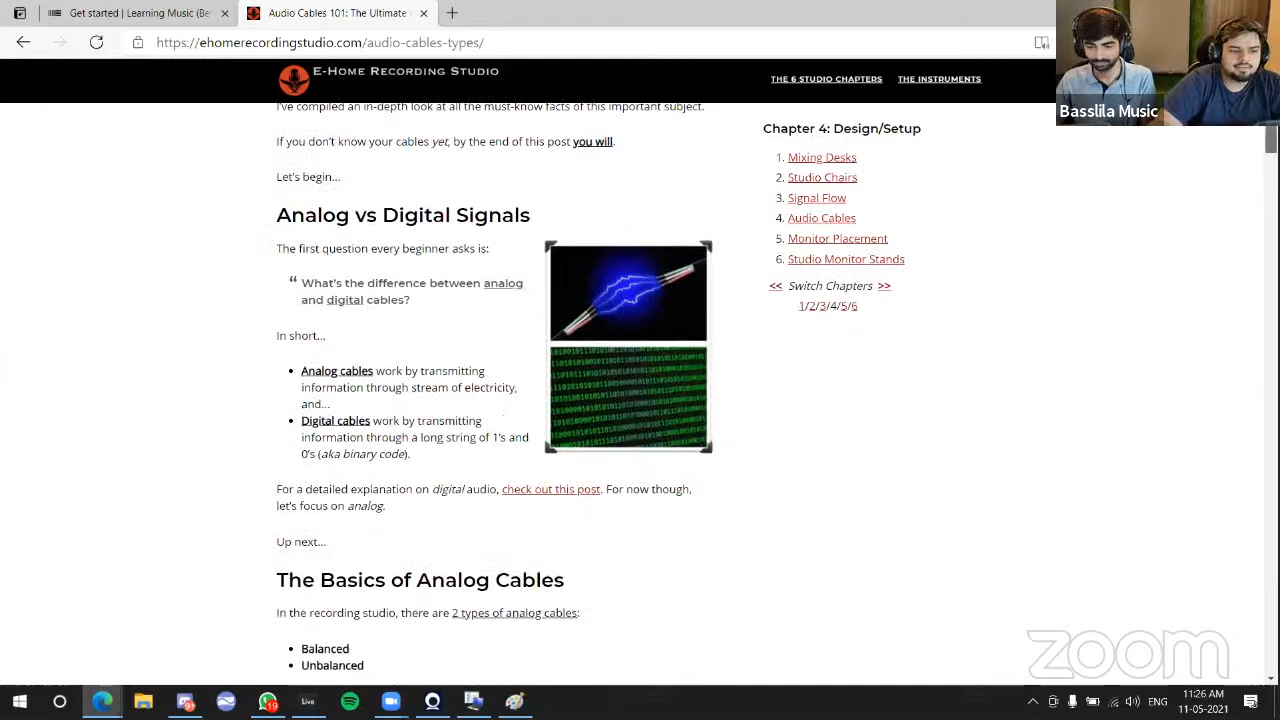 Get started with Live Music (Be
Audio Cables 101 | The Ultimate
https://ehomerecordingstudio.com/audio-cables-types/
E-Home Recording Studio
THE 6 STUDIO CHAPTERS
THE INSTRUMENTS
Basslila Music
I've compiled an in-depth look at all the must-know facts of this important subject.
If you don't know your cables yet, by the end of this post you will.
Let's begin...
Analog vs Digital Signals
The first question every beginner asks is:
“ What's the difference between analog
and digital cables?
In short...
• Analog cables work by transmitting
information through stream of electricity,
and...
• Digital cables work by transmitting
information through a long string of 1's and
0's (aka binary code).
For a detailed explanation on digital audio, check out this post. For now though,
let's focus on analog.
Up next...
The Basics of Analog Cables
In the recording studio, there are 2 types of analog cables:
• Balanced
• Unbalanced
Chapter 4: Design/Setup
1. Mixing Desks
2. Studio Chairs
3. Signal Flow
4. Audio Cables
5. Monitor Placement
6. Studio Monitor Stands
<< Switch Chapters >>
1/2/3/4/5/6
zoom
19
Live
ENG
11:26 AM
11-05-2021